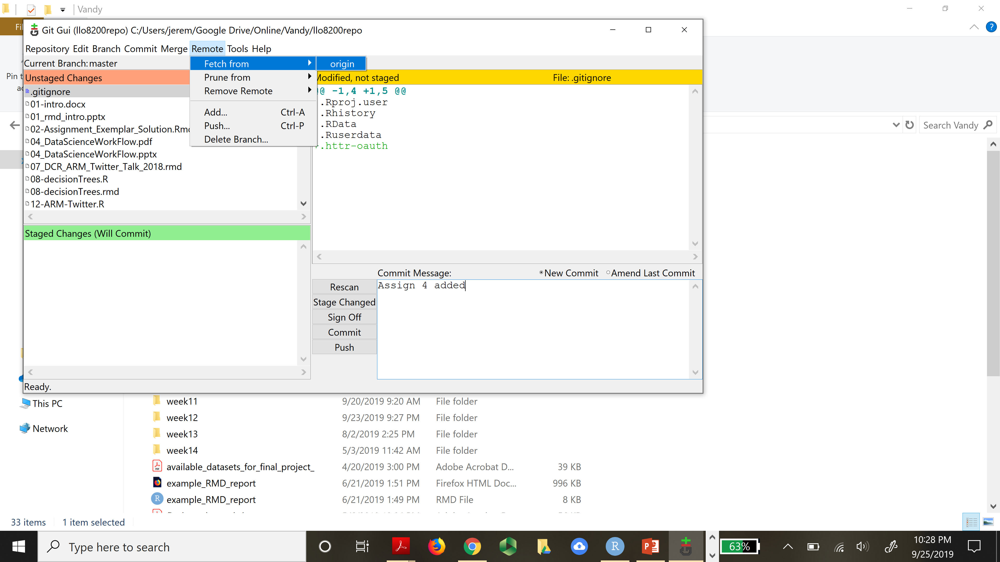 Vandy
Fil
Git Gui (llo8200repo) C:/Users/jerem/Google Drive/Online/Vandy/llo8200repo
Repository Edit Branch Commit Merge Remote Tools Help
Current Branch: master
Fetch from
origin
Prune from
Remove Remote
Add... Ctrl-A
Push... Ctrl-P
Delete Branch...
Pin t
Unstaged Changes
.gitignore
01-intro.docx
01_rmd_intro.pptx
02-Assignment_Exemplar_Solution.Rmd
04_DataScienceWorkFlow.pdf
04_DataScienceWorkFlow.pptx
07_DCR_ARM_Twitter_Talk_2018.rmd
08-decisionTrees.R
08-decisionTrees.rmd
12-ARM-Twitter.R
Modified, not staged File: .gitignore
@@ -1,4 +1,5 @@
.Rproj.user
.Rhistory
.RData
.Ruserdata
+.httr-oauth
Search Vandy
Staged Changes (Will Commit)
Commit Message: New Commit Amend Last Commit
Assign 4 added
Rescan
Stage Changed
Sign Off
Commit
Push
Ready.
This PC
Network
week11 9/20/2019 9:20 AM File folder
week12 9/23/2019 9:27 PM File folder
week13 8/2/2019 2:25 PM File folder
week14 5/3/2019 11:42 AM File folder
available_datasets_for_final_project_ 4/20/2019 3:00 PM Adobe Acrobat D... 39 KB
example_RMD_report 6/21/2019 1:51 PM Firefox HTML Doc... 996 KB
example_RMD_report 6/21/2019 1:49 PM RMD File 8 KB
33 items 1 item selected
Type here to search
63%
10:28 PM
9/25/2019